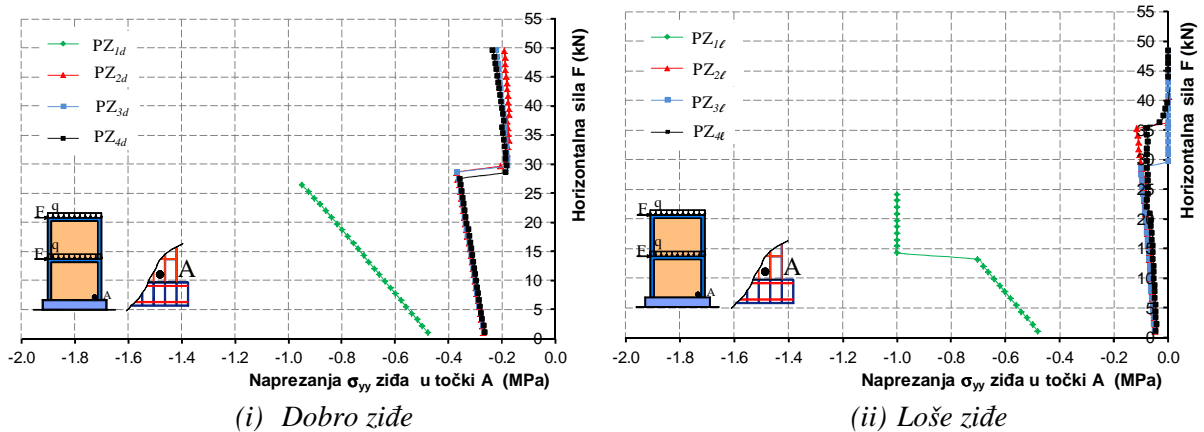 PZ1d
PZ2d
PZ3d
PZ4d
50
45
40
35
30
25
20
15
10
5
0
Horizontalna sila F (kN)
q
F
q
F
A
A
-2.0 -1.8 -1.6 -1.4 -1.2 -1.0 -0.8 -0.6 -0.4 -0.2 0.0
Naprezanja σyy ziđa u točki A (MPa)
(i) Dobro ziđe
PZ1ℓ
PZ2ℓ
PZ3ℓ
PZ4ℓ
55
50
45
40
35
30
25
20
15
10
5
0
Horizontalna sila F (kN)
q
F
q
F
A
A
-2.0 -1.8 -1.6 -1.4 -1.2 -1.0 -0.8 -0.6 -0.4 -0.2 0.0
Naprezanja σyy ziđa u točki A (MPa)
(ii) Loše ziđe